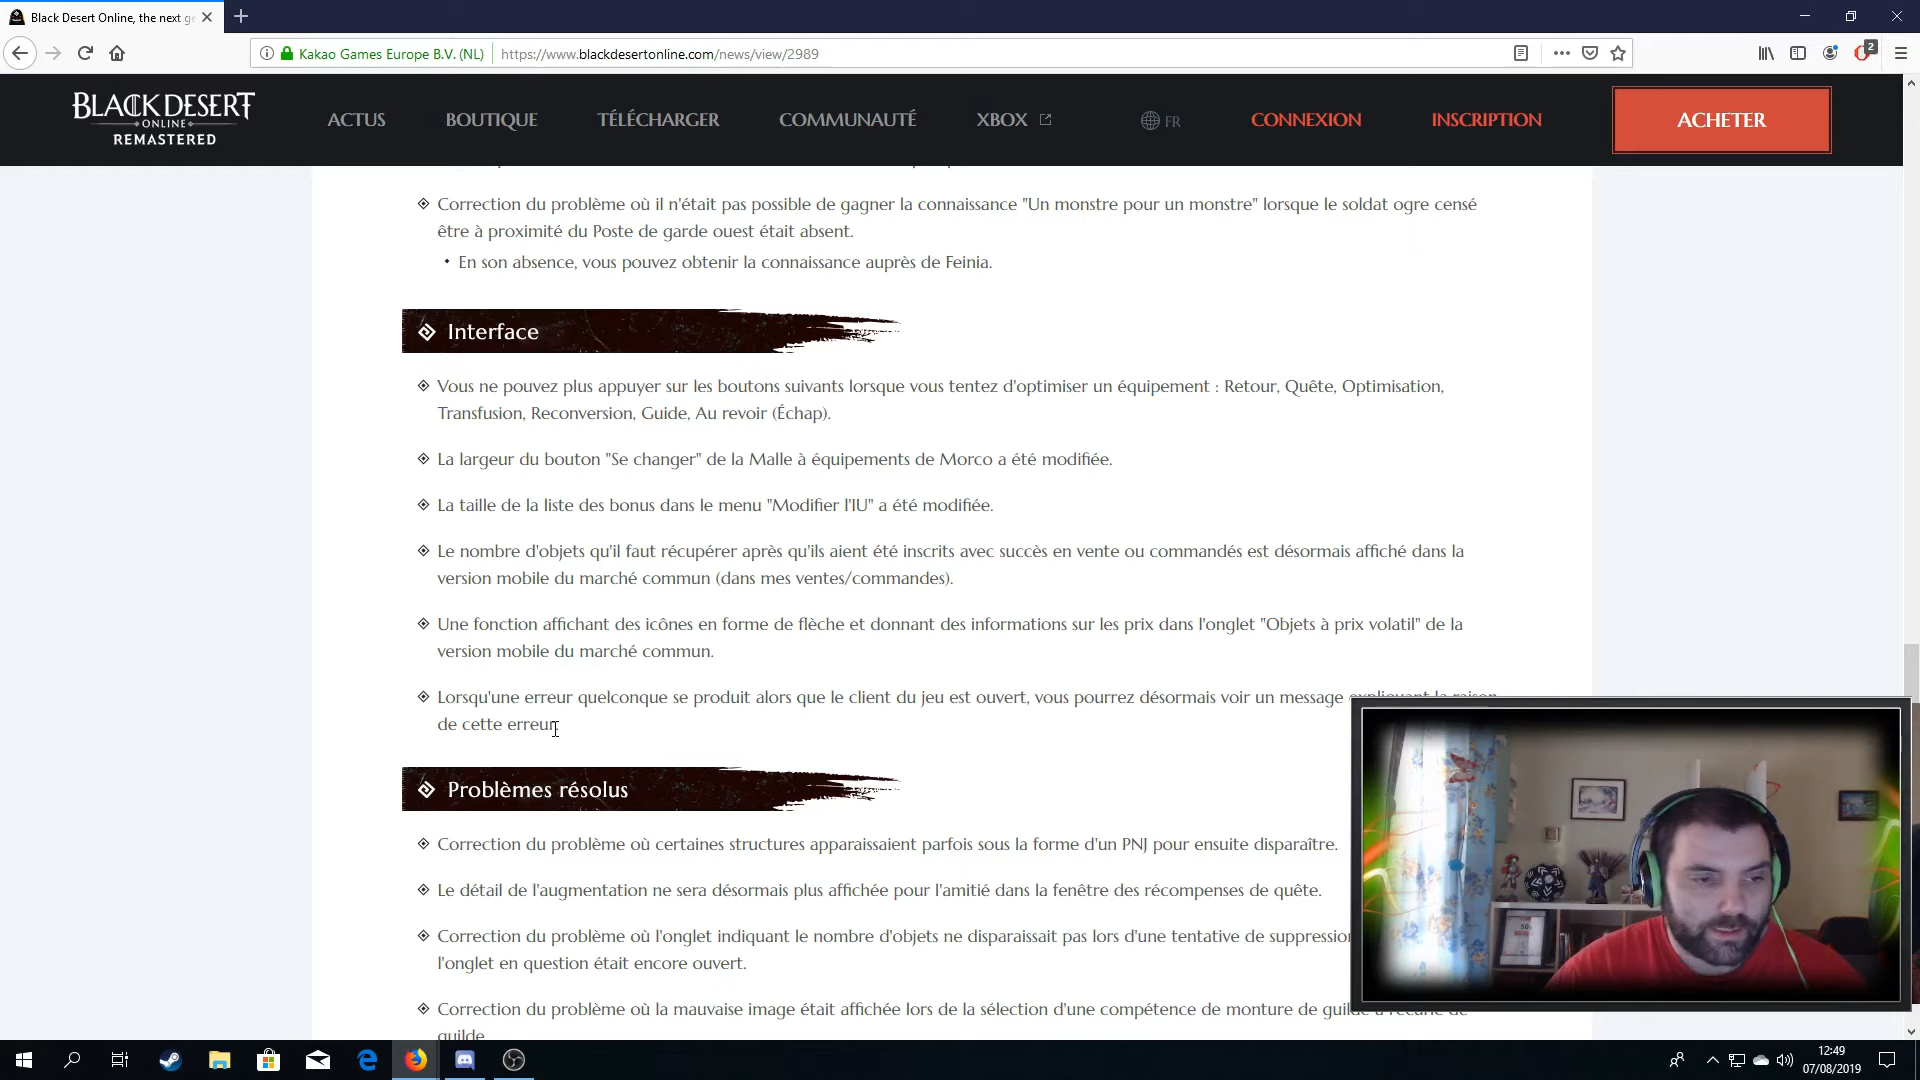 Black Desert Online, the next ge
Kakao Games Europe B.V. (NL)
https://www.blackdesertonline.com/news/view/2989
2
BLACK DESERT
ONLINE
REMASTERED
ACTUS
BOUTIQUE
TÉLÉCHARGER
COMMUNAUTÉ
XBOX
FR
CONNEXION
INSCRIPTION
ACHETER
Correction du problème où il n'était pas possible de gagner la connaissance "Un monstre pour un monstre" lorsque le soldat ogre censé
être à proximité du Poste de garde ouest était absent.
En son absence, vous pouvez obtenir la connaissance auprès de Feinia.
Interface
Vous ne pouvez plus appuyer sur les boutons suivants lorsque vous tentez d'optimiser un équipement : Retour, Quête, Optimisation,
Transfusion, Reconversion, Guide, Au revoir (Échap).
La largeur du bouton "Se changer" de la Malle à équipements de Morco a été modifiée.
La taille de la liste des bonus dans le menu "Modifier l'IU" a été modifiée.
Le nombre d'objets qu'il faut récupérer après qu'ils aient été inscrits avec succès en vente ou commandés est désormais affiché dans la
version mobile du marché commun (dans mes ventes/commandes).
Une fonction affichant des icônes en forme de flèche et donnant des informations sur les prix dans l'onglet "Objets à prix volatil" de la
version mobile du marché commun.
Lorsqu'une erreur quelconque se produit alors que le client du jeu est ouvert, vous pourrez désormais voir un message expliquant la raison
de cette erreur.
Problèmes résolus
Correction du problème où certaines structures apparaissaient parfois sous la forme d'un PNJ pour ensuite disparaître.
Le détail de l'augmentation ne sera désormais plus affichée pour l'amitié dans la fenêtre des récompenses de quête.
Correction du problème où l'onglet indiquant le nombre d'objets ne disparaissait pas lors d'une tentative de suppression
l'onglet en question était encore ouvert.
Correction du problème où la mauvaise image était affichée lors de la sélection d'une compétence de monture de guilde à l'écurie de
guilde
12:49
07/08/2019